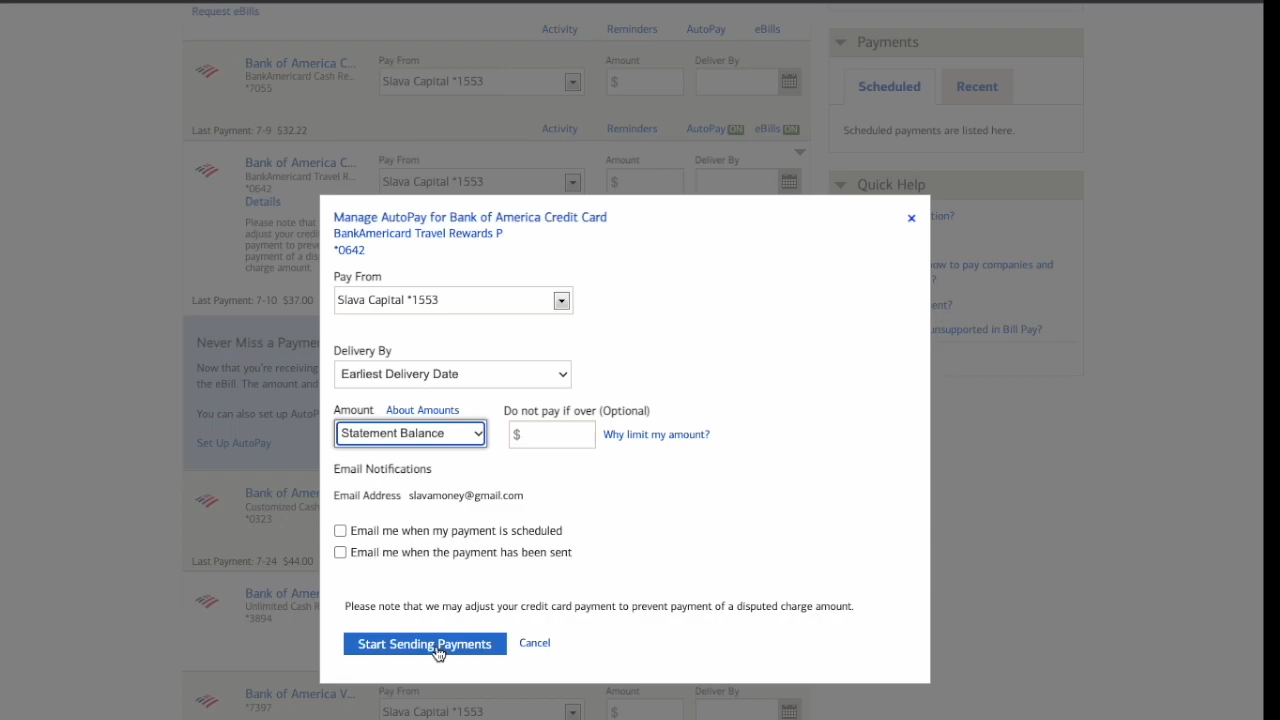 Request eBills
Activity Reminders AutoPay eBills
Bank of America C...
BankAmericard Cash Re...
*7055
Pay From
Slava Capital *1553
Amount
$
Deliver By
Last Payment: 7-9 $32.22
Activity Reminders AutoPay ON eBills ON
Bank of America C...
BankAmericard Travel R...
*0642
Details
Pay From
Slava Capital *1553
Amount
$
Deliver By
Please note that
adjust your credi
payment to preve
payment of a dis
charge amount.
Last Payment: 7-10 $37.00
Never Miss a Payme
Now that you're receiving
the eBill. The amount and
You can also set up AutoP
Set Up AutoPay
Bank of Amer
Customized Cash
*0323
Last Payment: 7-24 $44.00
Bank of Amer
Unlimited Cash R
*3894
Bank of America V...
*7397
Pay From
Slava Capital *1553
Amount
$
Deliver By
Payments
Scheduled Recent
Scheduled payments are listed here.
Quick Help
tion?
ow to pay companies and
?
ent?
unsupported in Bill Pay?
Manage AutoPay for Bank of America Credit Card
BankAmericard Travel Rewards P
*0642
×
Pay From
Slava Capital *1553
Delivery By
Earliest Delivery Date
Amount About Amounts Do not pay if over (Optional)
Statement Balance $ Why limit my amount?
Email Notifications
Email Address slavamoney@gmail.com
Email me when my payment is scheduled
Email me when the payment has been sent
Please note that we may adjust your credit card payment to prevent payment of a disputed charge amount.
Start Sending Payments Cancel